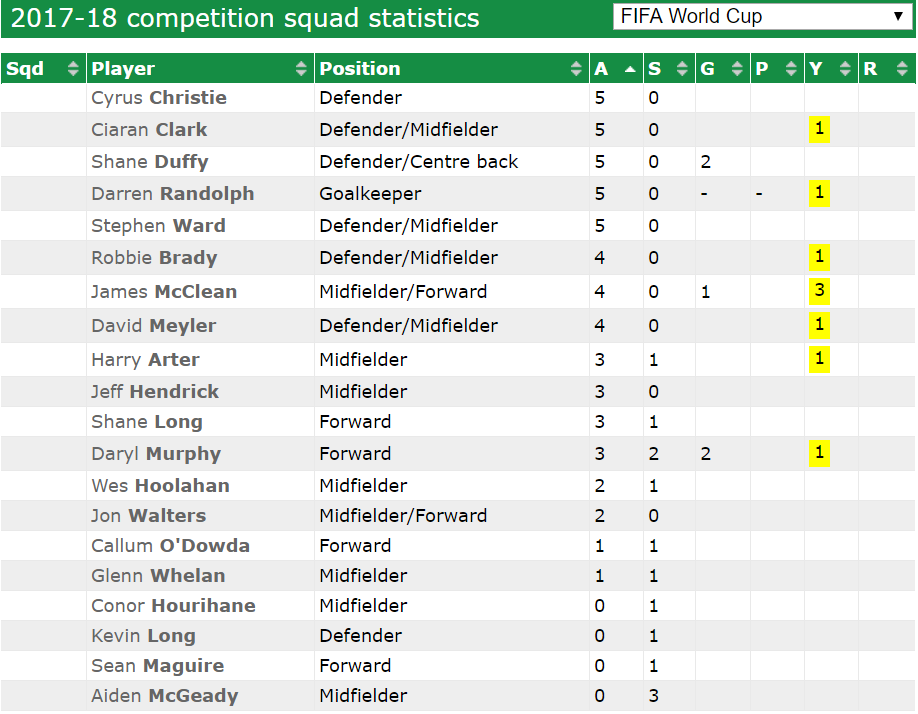 2017-18 competition squad statistics FIFA World Cup
Sqd Player Position A S G P Y R
Cyrus Christie Defender 5 0
Ciaran Clark Defender/Midfielder 5 0 1
Shane Duffy Defender/Centre back 5 0 2
Darren Randolph Goalkeeper 5 0 - - 1
Stephen Ward Defender/Midfielder 5 0
Robbie Brady Defender/Midfielder 4 0 1
James McClean Midfielder/Forward 4 0 1 3
David Meyler Defender/Midfielder 4 0 1
Harry Arter Midfielder 3 1 1
Jeff Hendrick Midfielder 3 0
Shane Long Forward 3 1
Daryl Murphy Forward 3 2 2 1
Wes Hoolahan Midfielder 2 1
Jon Walters Midfielder/Forward 2 0
Callum O'Dowda Forward 1 1
Glenn Whelan Midfielder 1 1
Conor Hourihane Midfielder 0 1
Kevin Long Defender 0 1
Sean Maguire Forward 0 1
Aiden McGeady Midfielder 0 3